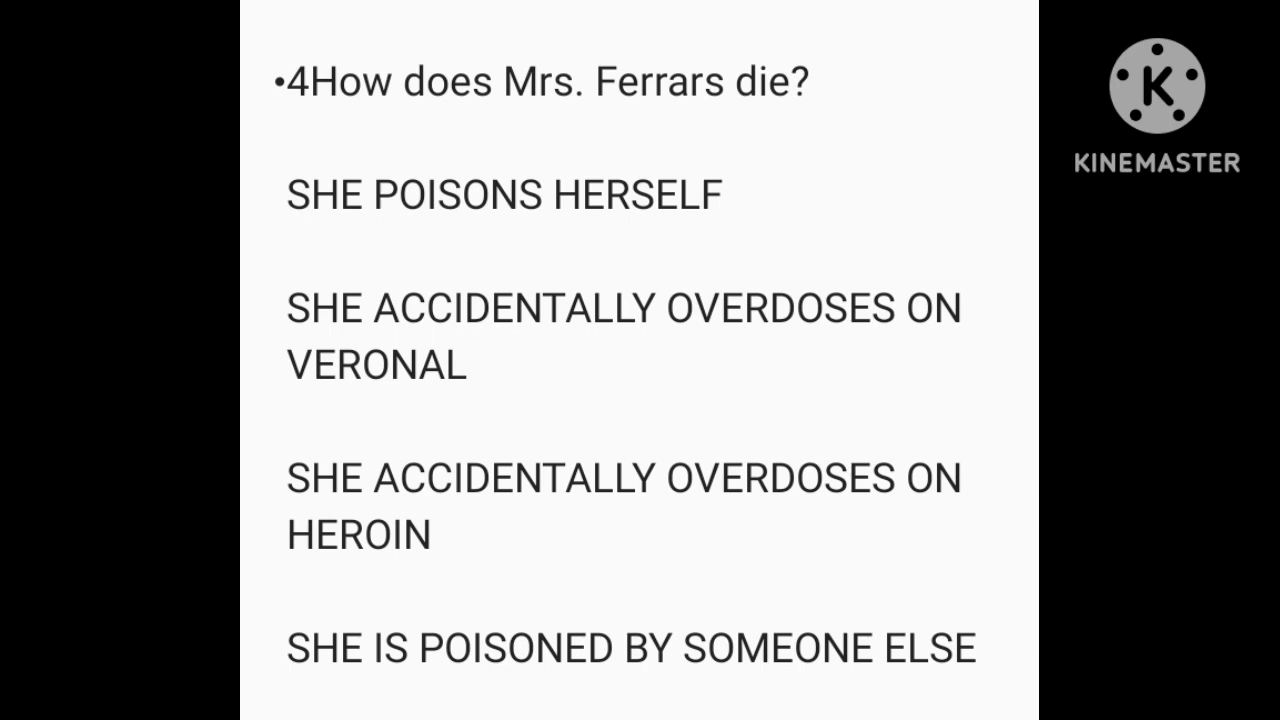 •4How does Mrs. Ferrars die?
SHE POISONS HERSELF
SHE ACCIDENTALLY OVERDOSES ON
VERONAL
SHE ACCIDENTALLY OVERDOSES ON
HEROIN
SHE IS POISONED BY SOMEONE ELSE
K
KINEMASTER